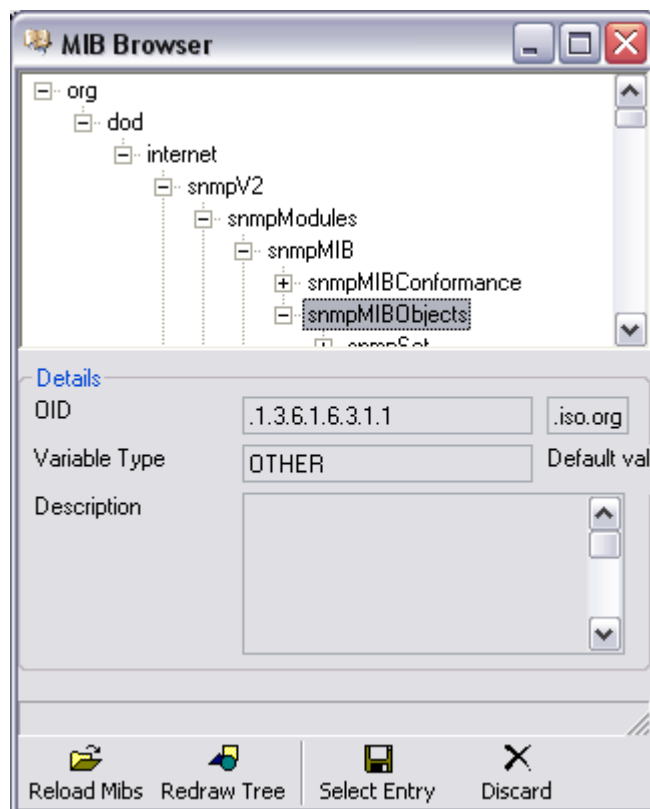 MIB Browser
org
dod
internet
snmpV2
snmpModules
snmpMIB
snmpMIBConformance
snmpMIBObjects
snmpSet
Details
OID .1.3.6.1.6.3.1.1 .iso.org
Variable Type OTHER Default val
Description
Reload Mibs Redraw Tree Select Entry Discard